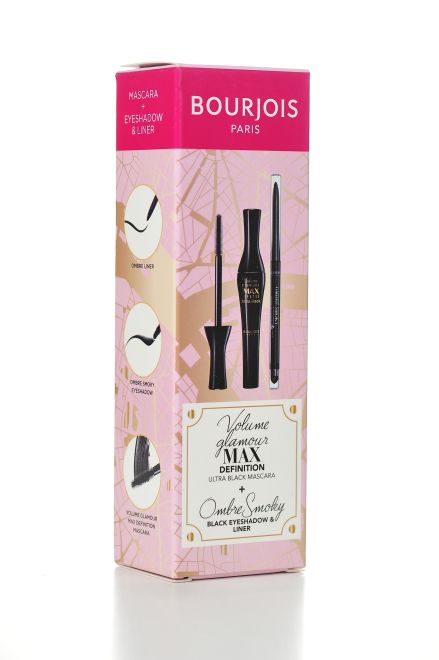 MASCARA
+
EYESHADOW
& LINER
OMBRE LINER
OMBRE SMOKY
EYESHADOW
VOLUME GLAMOUR
MAX DEFINITION
MASCARA
BOURJOIS
PARIS
MAX
Volume
glamour
MAX
DEFINITION
ULTRA BLACK MASCARA
+
Ombre Smoky
BLACK EYESHADOW &
LINER